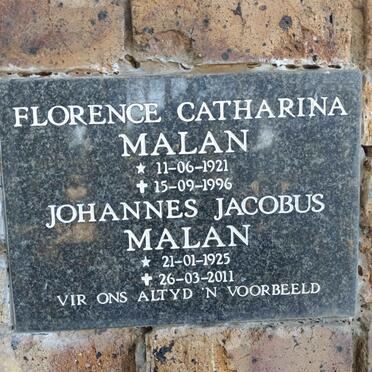 FLORENCE CATHARINA
MALAN
★ 11-06-1921
✝ 15-09-1996
JOHANNES JACOBUS
MALAN
★ 21-01-1925
✝ 26-03-2011
VIR ONS ALTYD 'N VOORBEELD